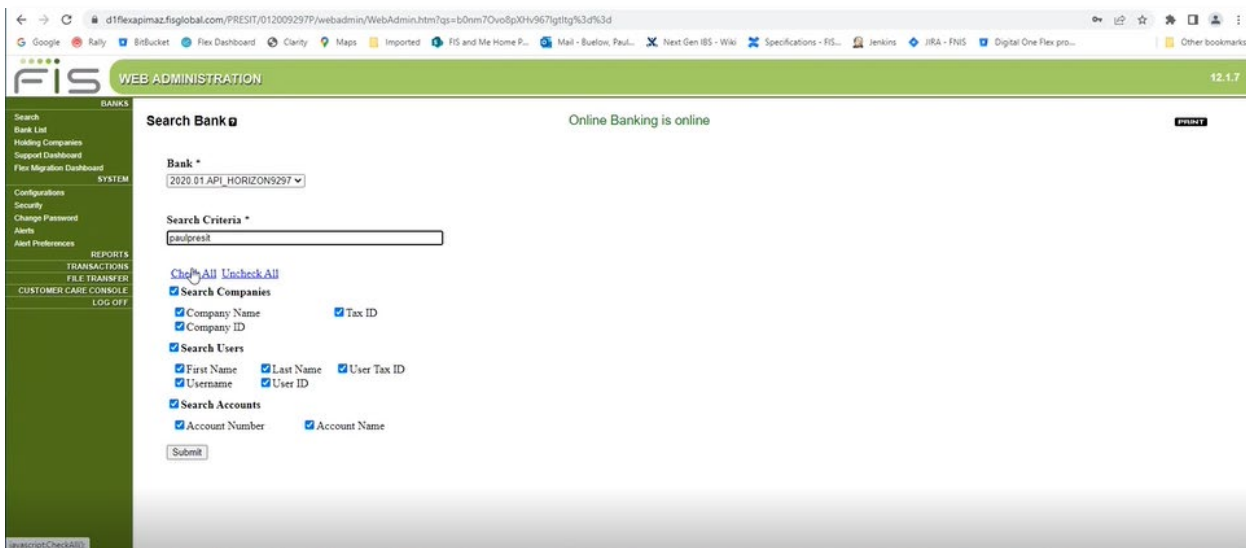 d1flexapimaz.fisglobal.com/PRESIT/012009297P/webadmin/WebAdmin.htm?qs=b0nm7Ovo8pXHv967lgtltg%3d%3d
Google Rally BitBucket Flex Dashboard Clarity Maps Imported FIS and Me Home P... Mail - Buelow, Paul... Next Gen IBS - Wiki Specifications - FIS... Jenkins JIRA - FNIS Digital One Flex pro... Other bookmarks
FIS WEB ADMINISTRATION 12.1.7
BANKS
Search
Bank List
Holding Companies
Support Dashboard
Flex Migration Dashboard
SYSTEM
Configurations
Security
Change Password
Alerts
Alert Preferences
REPORTS
TRANSACTIONS
FILE TRANSFER
CUSTOMER CARE CONSOLE
LOG OFF
Search Bank Online Banking is online PRINT
Bank *
2020.01.API_HORIZON9297
Search Criteria *
paulpresit
Check All Uncheck All
Search Companies
Company Name Tax ID
Company ID
Search Users
First Name Last Name User Tax ID
Username User ID
Search Accounts
Account Number Account Name
Submit
javascript:CheckAll();